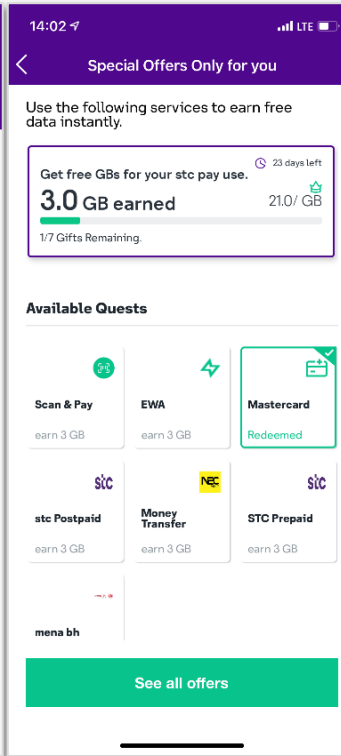 14:02
LTE
Special Offers Only for you
Use the following services to earn free
data instantly.
23 days left
Get free GBs for your stc pay use.
3.0 GB earned
21.0/ GB
1/7 Gifts Remaining.
Available Quests
Scan & Pay
earn 3 GB
EWA
earn 3 GB
Mastercard
Redeemed
stc
stc Postpaid
earn 3 GB
NEC
Money
Transfer
earn 3 GB
stc
STC Prepaid
earn 3 GB
mena bh
See all offers